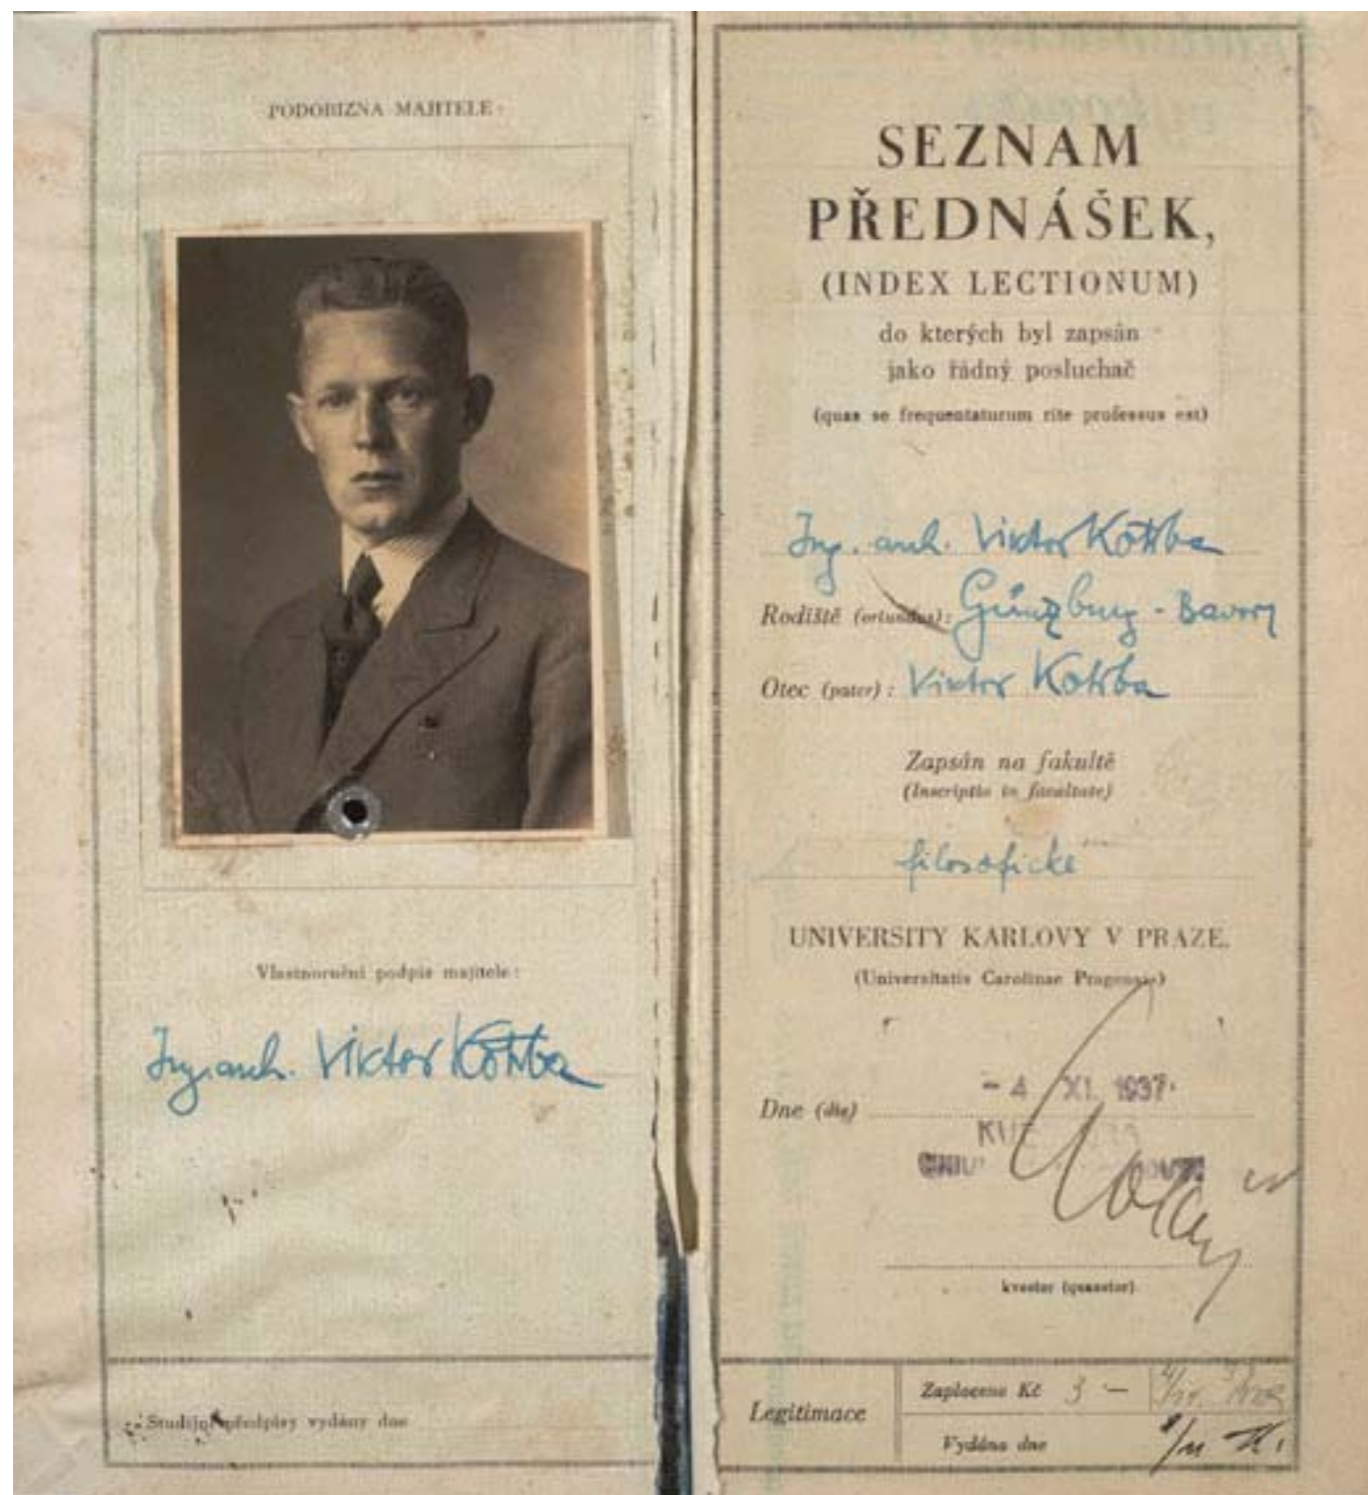 PODOBIZNA MAJITELE:
Vlastnoruční podpis majitele:
Ing. arch. Viktor Kotrba
Studijní předpisy vydány dne
SEZNAM
PŘEDNÁŠEK,
(INDEX LECTIONUM)
do kterých byl zapsán
jako řádný posluchač
(quas se frequentaturum rite professus est)
Ing. arch. Viktor Kotrba
Rodiště (oriundus): Günzburg - Bavory
Otec (pater): Viktor Kotrba
Zapsán na fakultě
(Inscriptio in facultate)
filosofické
UNIVERSITY KARLOVY V PRAZE.
(Universitatis Carolinae Pragensis)
Dne (die) - 4 XI. 1937
kvestor (quaestor)
Legitimace
Zaplaceno Kč 3 —
Vydána dne